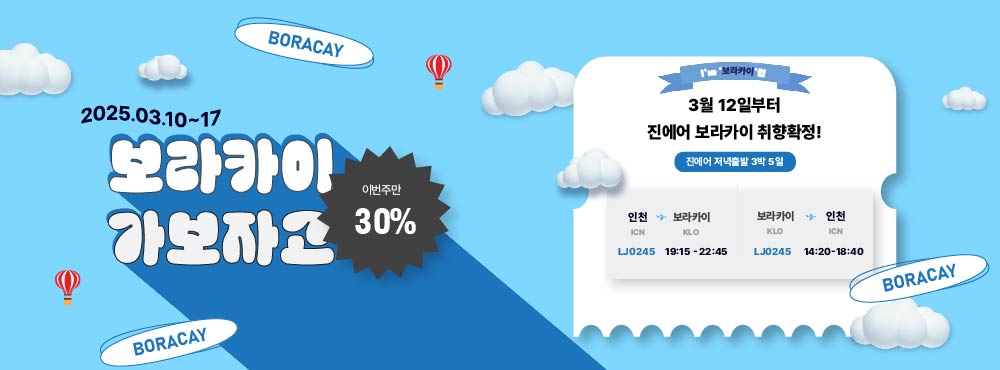 BORACAY
2025.03.10~17
보라카이
가보자고
이번주만
30%
BORACAY
I'm 보라카이
3월 12일부터
진에어 보라카이 취향확정!
진에어 저녁출발 3박 5일
인천 보라카이
ICN KLO
LJ0245 19:15 - 22:45
보라카이 인천
KLO ICN
LJ0245 14:20-18:40
BORACAY